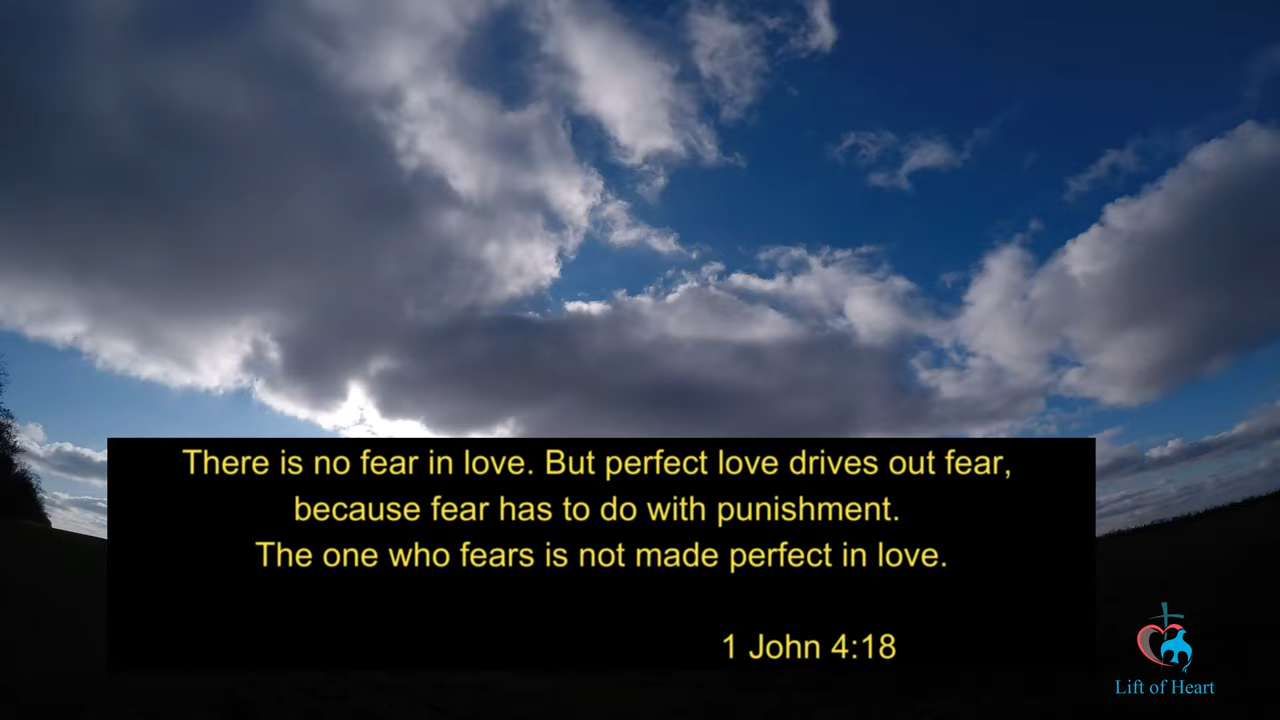 There is no fear in love. But perfect love drives out fear,
because fear has to do with punishment.
The one who fears is not made perfect in love.
1 John 4:18
Lift of Heart